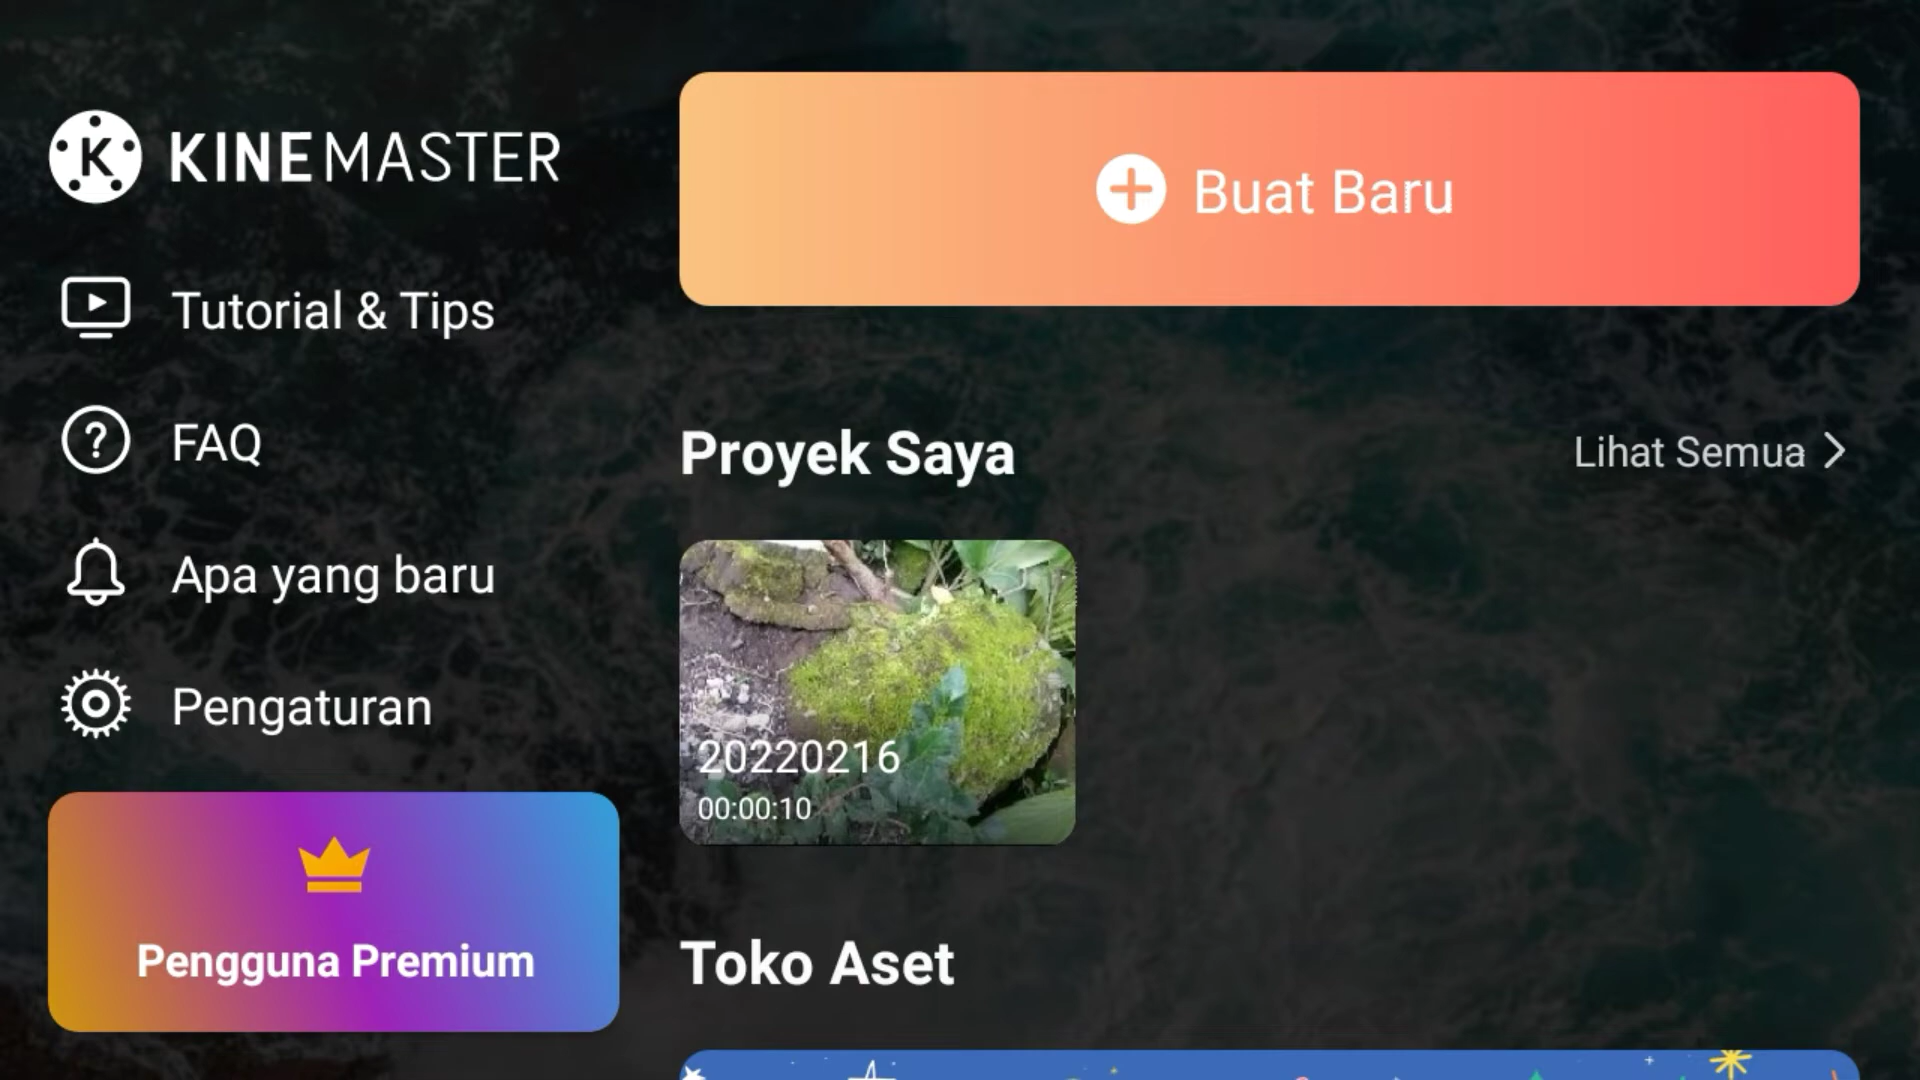 KINEMASTER
Tutorial & Tips
FAQ
Apa yang baru
Pengaturan
Pengguna Premium
Buat Baru
Proyek Saya
Lihat Semua
20220216
00:00:10
Toko Aset